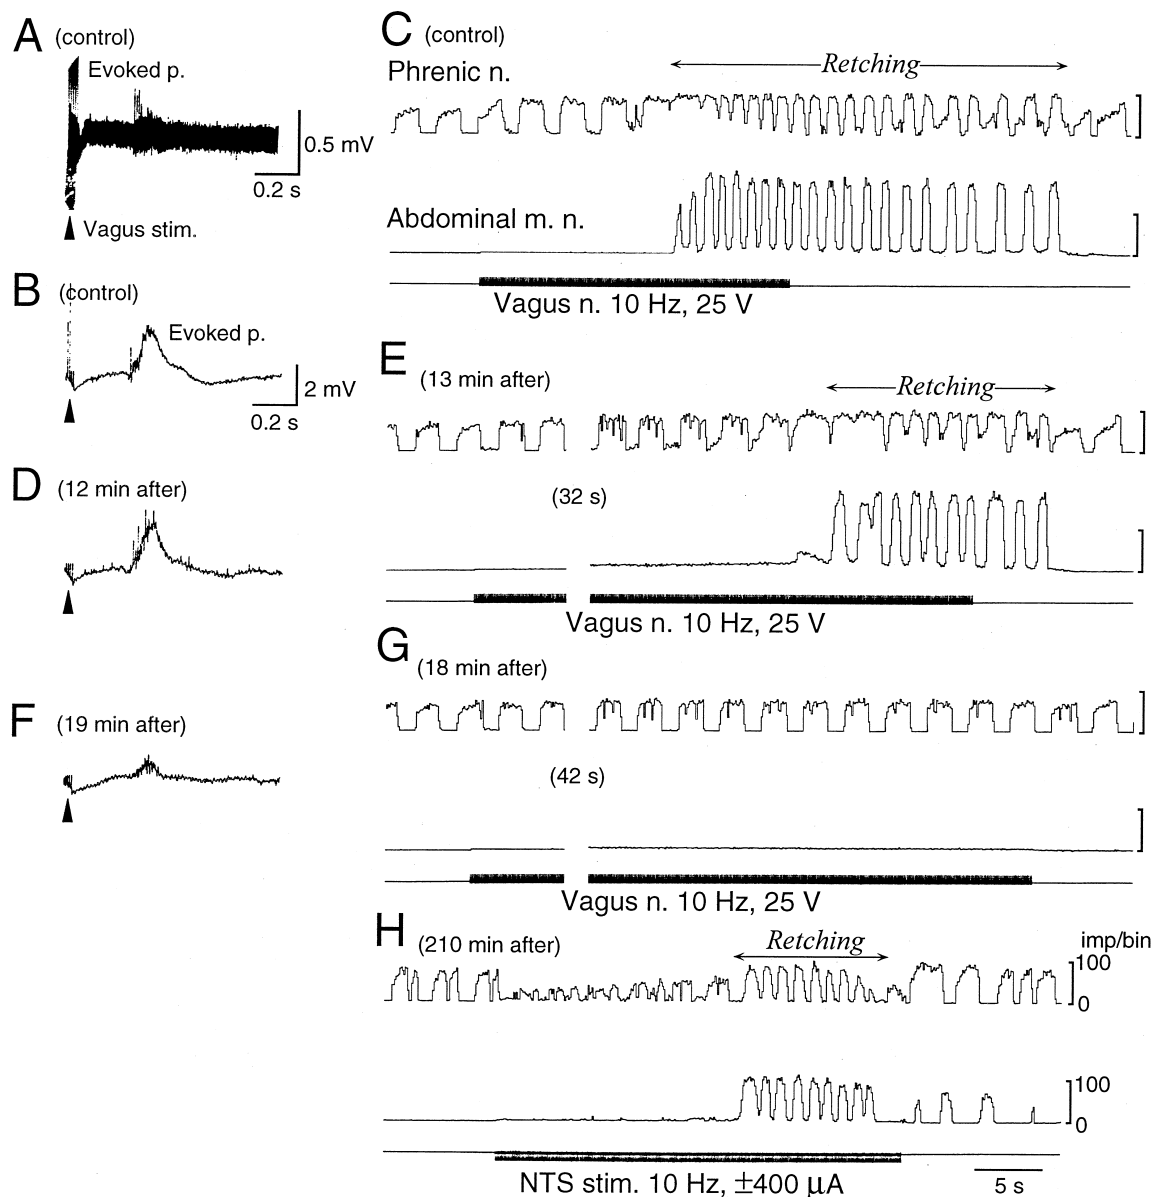 A (control)
Evoked p.
0.5 mV
0.2 s
Vagus stim.
B (control)
Evoked p.
2 mV
0.2 s
C (control)
Phrenic n.
Retching
Abdominal m. n.
Vagus n. 10 Hz, 25 V
D (12 min after)
E (13 min after)
Retching
(32 s)
Vagus n. 10 Hz, 25 V
F (19 min after)
G (18 min after)
(42 s)
Vagus n. 10 Hz, 25 V
H (210 min after)
Retching
imp/bin
100
0
100
0
NTS stim. 10 Hz, ±400 µA
5 s